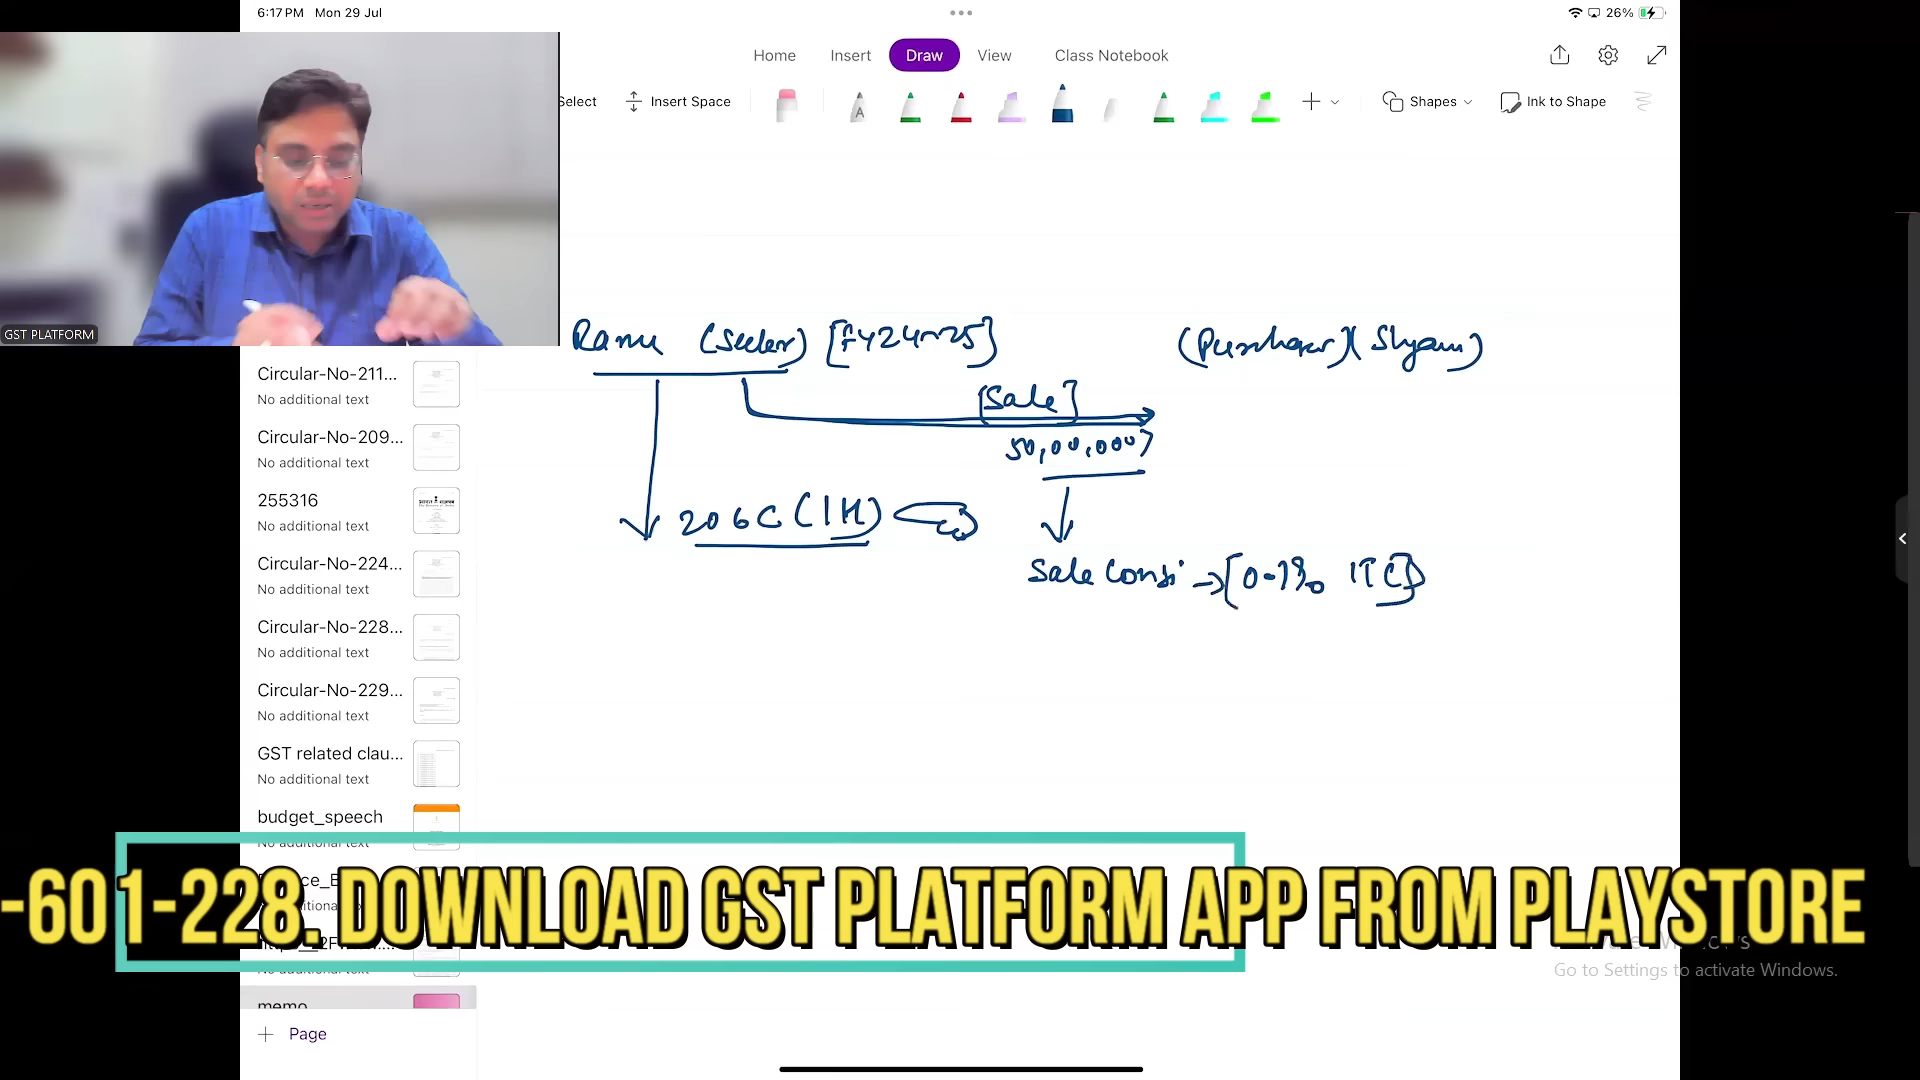 6:17 PM Mon 29 Jul
26%
Home Insert Draw View Class Notebook
Select Insert Space
A
Shapes Ink to Shape
GST PLATFORM
Circular-No-211...
No additional text
Circular-No-209...
No additional text
255316
No additional text
Circular-No-224...
No additional text
Circular-No-228...
No additional text
Circular-No-229...
No additional text
GST related clau...
No additional text
budget_speech
No additional text
memo
+ Page
Ramu (Seller) [FY24-25]
(Purchaser)(Shyam)
[Sale]
50,00,000
206C(1H)
Sale Consi → [0.1%
-601-228. DOWNLOAD GST PLATFORM APP FROM PLAYSTORE
Go to Settings to activate Windows.